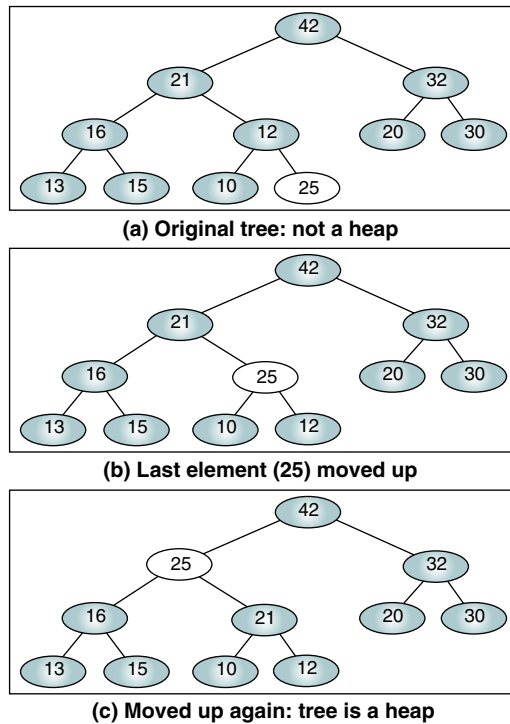 42
21 32
16 12 20 30
13 15 10 25
(a) Original tree: not a heap
42
21 32
16 25 20 30
13 15 10 12
(b) Last element (25) moved up
42
25 32
16 21 20 30
13 15 10 12
(c) Moved up again: tree is a heap